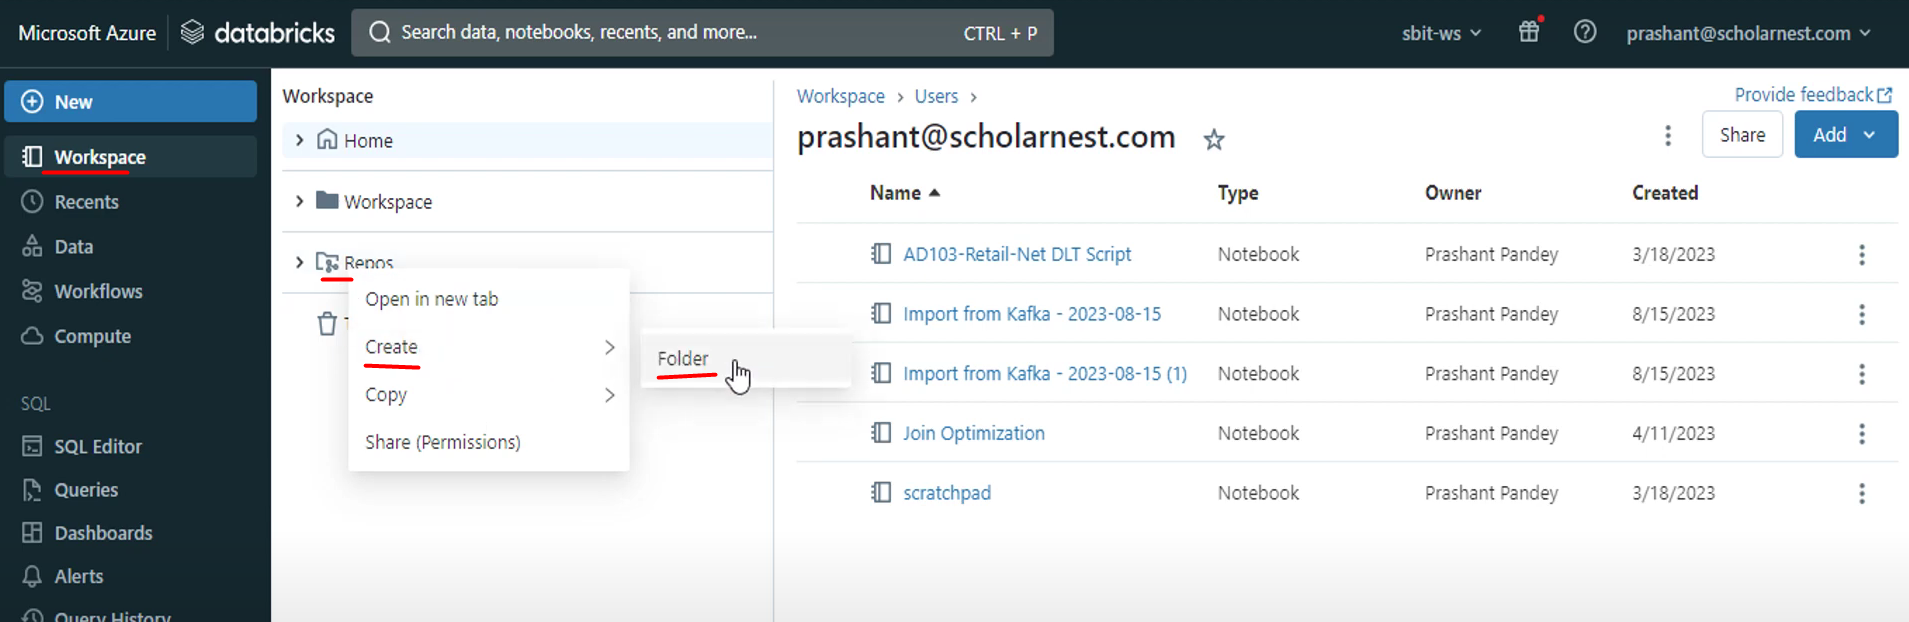 Microsoft Azure databricks Search data, notebooks, recents, and more... CTRL + P sbit-ws prashant@scholarnest.com
New
Workspace
Recents
Data
Workflows
Compute
SQL
SQL Editor
Queries
Dashboards
Alerts
Query History
Workspace
Home
Workspace
Repos
Open in new tab
Create
Copy
Share (Permissions)
Folder
Workspace › Users ›
Provide feedback
prashant@scholarnest.com
Share Add
Name Type Owner Created
AD103-Retail-Net DLT Script Notebook Prashant Pandey 3/18/2023
Import from Kafka - 2023-08-15 Notebook Prashant Pandey 8/15/2023
Import from Kafka - 2023-08-15 (1) Notebook Prashant Pandey 8/15/2023
Join Optimization Notebook Prashant Pandey 4/11/2023
scratchpad Notebook Prashant Pandey 3/18/2023